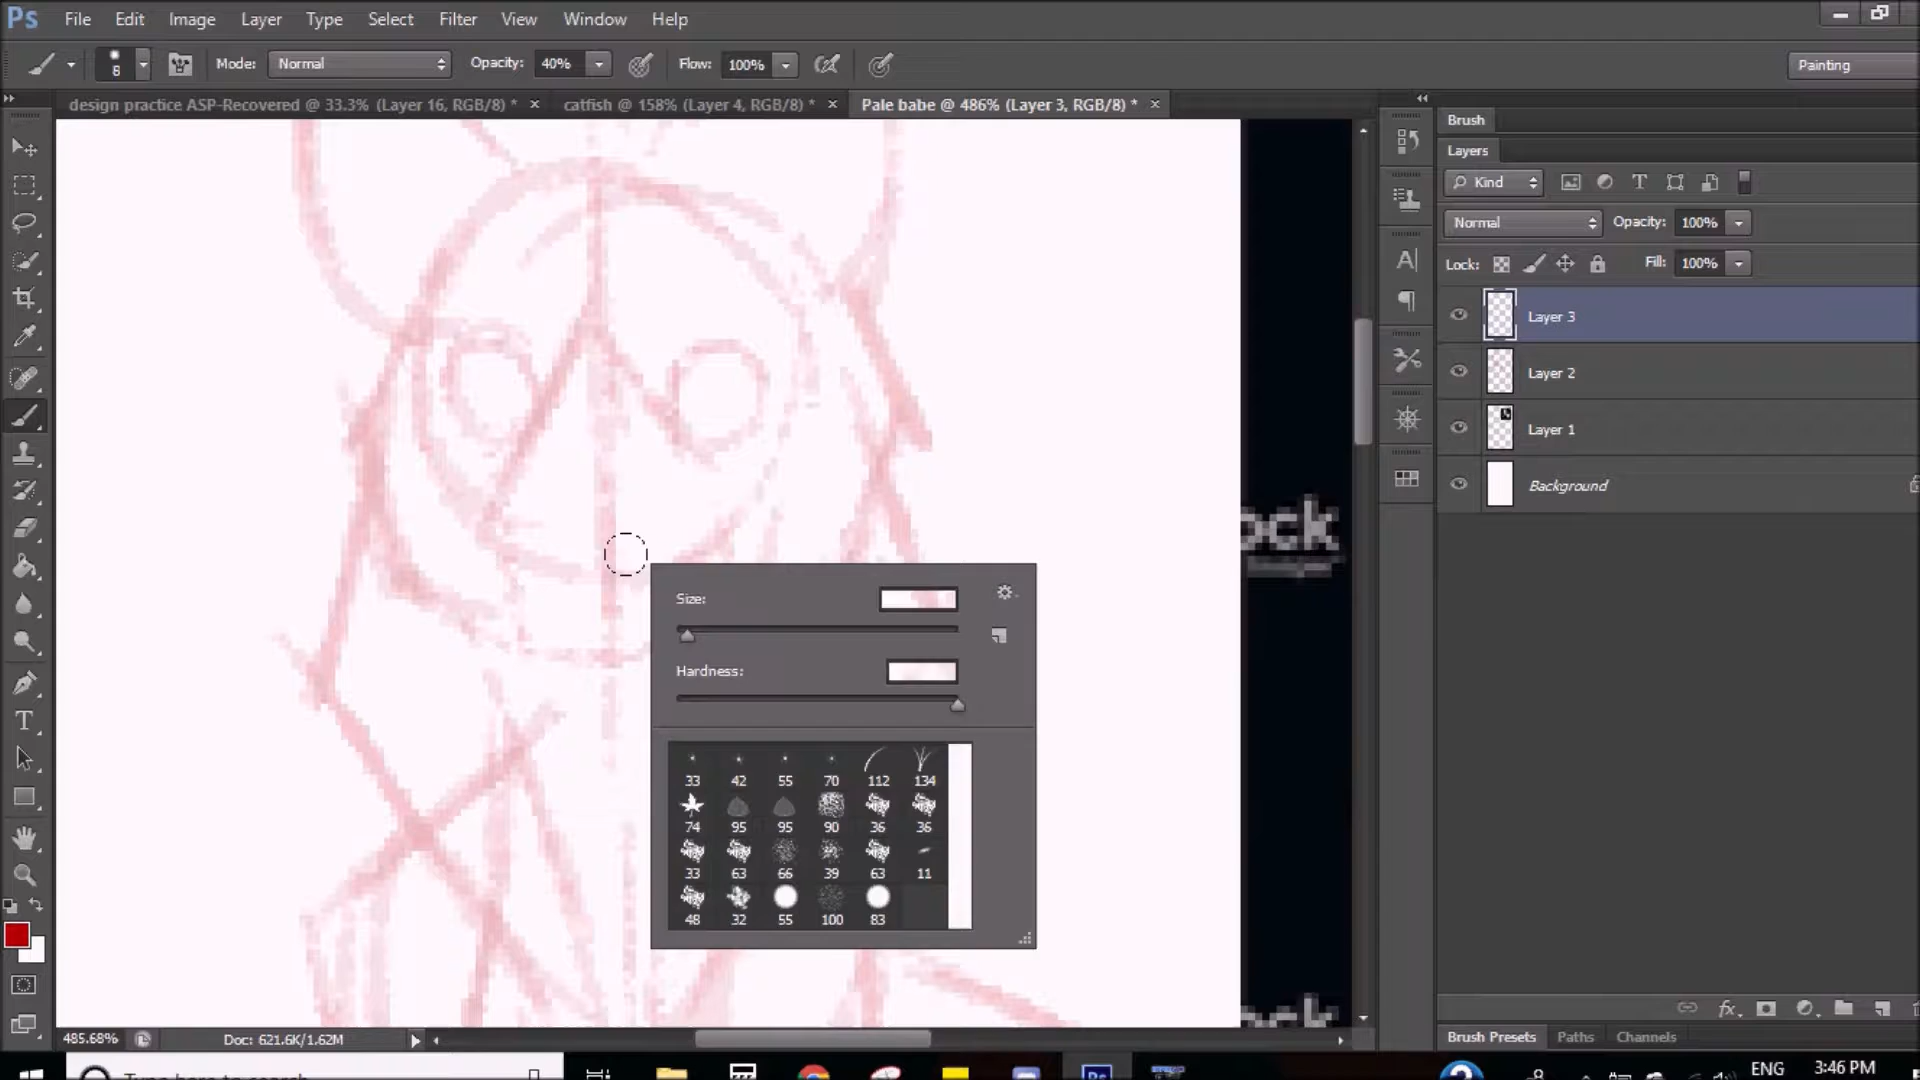 Ps File Edit Image Layer Type Select Filter View Window Help
8 Mode: Normal Opacity: 40% Flow: 100% Painting
design practice ASP-Recovered @ 33.3% (Layer 16, RGB/8) * × catfish @ 158% (Layer 4, RGB/8) * × Pale babe @ 486% (Layer 3, RGB/8) * ×
Brush
Layers
Kind
Normal Opacity: 100%
Lock: Fill: 100%
Layer 3
Layer 2
Layer 1
Background
ock
Size:
Hardness:
33 42 55 70 112 134
74 95 95 90 36 36
33 63 66 39 63 11
48 32 55 100 83
485.68% Doc: 621.6K/1.62M
Brush Presets Paths Channels
Type here to search
ENG 3:46 PM